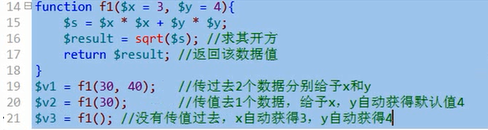 14 function f1($x = 3, $y = 4){
15 $s = $x * $x + $y * $y;
16 $result = sqrt($s); //求其开方
17 return $result; //返回该数据值
18 }
19 $v1 = f1(30, 40); //传过去2个数据分别给予x和y
20 $v2 = f1(30); //传值去1个数据，给予x，y自动获得默认值4
21 $v3 = f1(); //没有传值过去，x自动获得3，y自动获得4